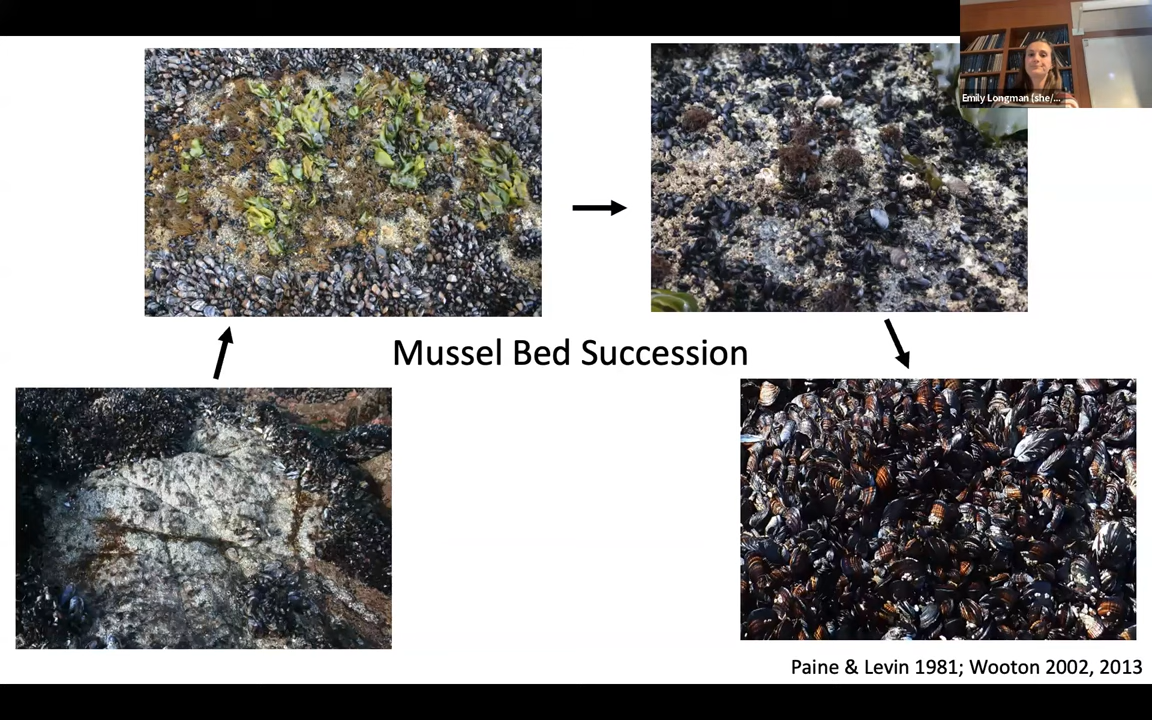 Emily Longman (she/...
Mussel Bed Succession
Paine & Levin 1981; Wooton 2002, 2013